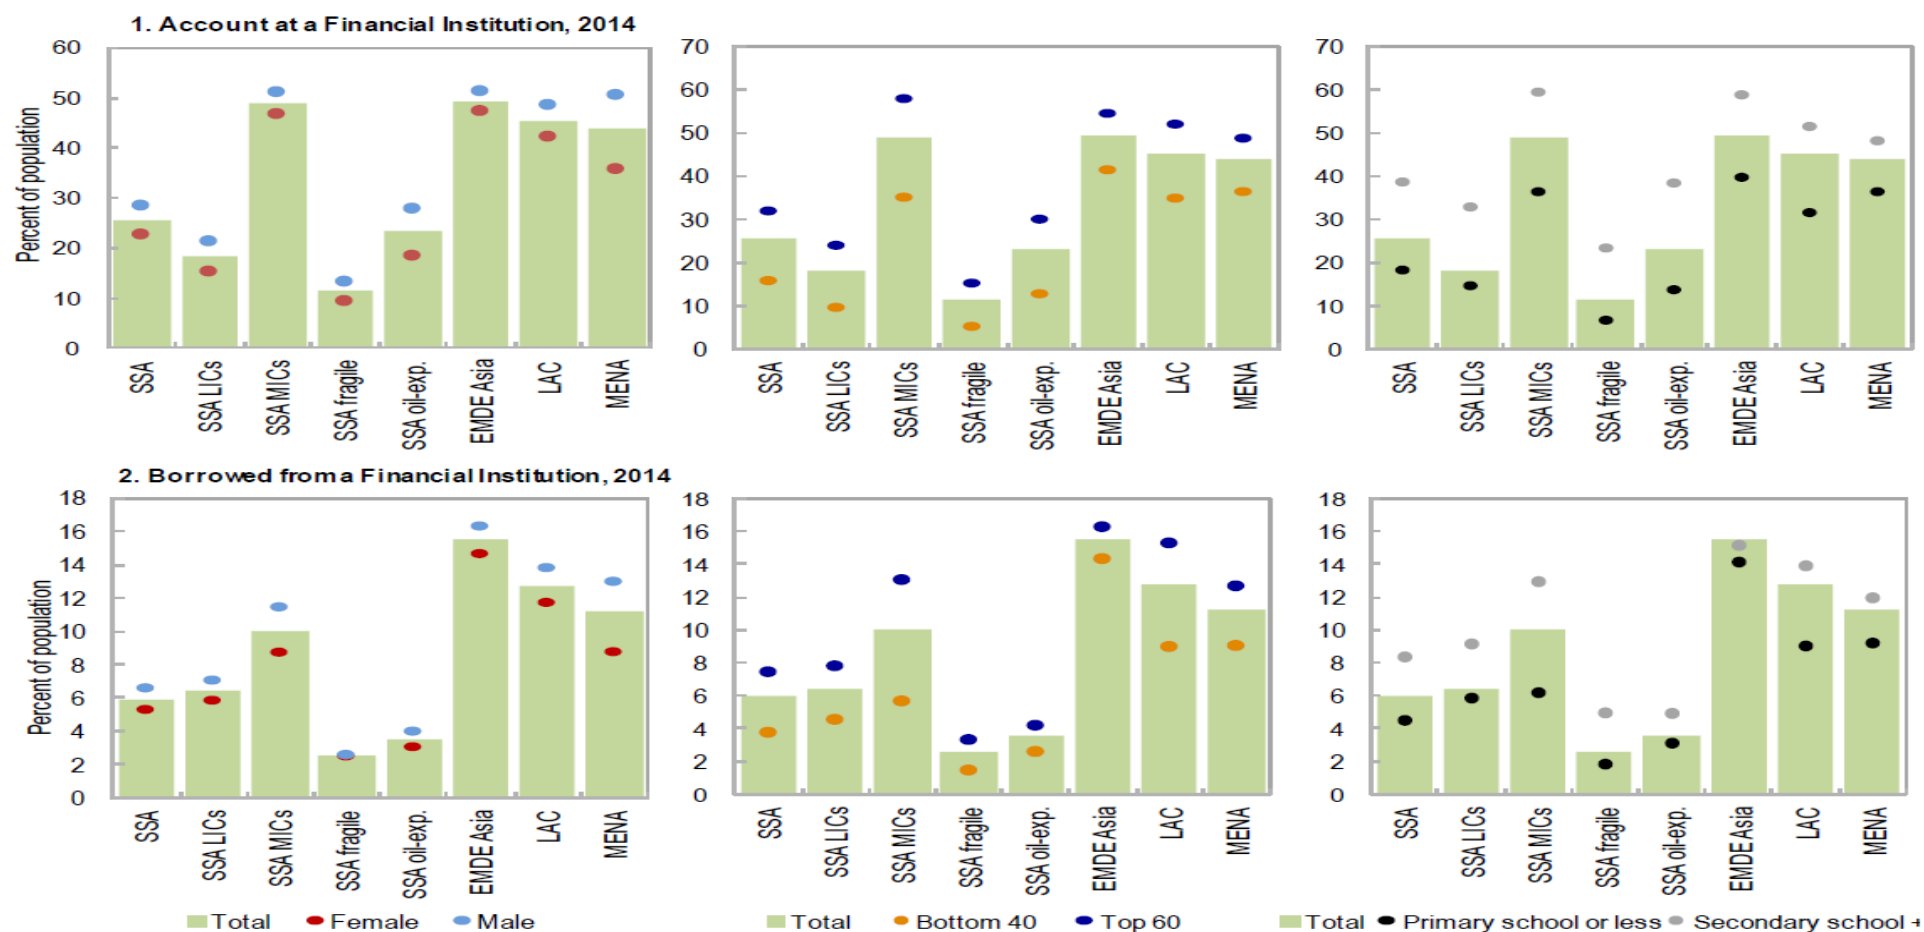 1. Account at a Financial Institution, 2014
Percent of population
60
50
40
30
20
10
0
SSA
SSA LICs
SSA MICs
SSA fragile
SSA oil-exp.
EMDE Asia
LAC
MENA
70
60
50
40
30
20
10
0
SSA
SSA LICs
SSA MICs
SSA fragile
SSA oil-exp.
EMDE Asia
LAC
MENA
70
60
50
40
30
20
10
0
SSA
SSA LICs
SSA MICs
SSA fragile
SSA oil-exp.
EMDE Asia
LAC
MENA
2. Borrowed from a Financial Institution, 2014
Percent of population
18
16
14
12
10
8
6
4
2
0
SSA
SSA LICs
SSA MICs
SSA fragile
SSA oil-exp.
EMDE Asia
LAC
MENA
Total Female Male
18
16
14
12
10
8
6
4
2
0
SSA
SSA LICs
SSA MICs
SSA fragile
SSA oil-exp.
EMDE Asia
LAC
MENA
Total Bottom 40 Top 60
18
16
14
12
10
8
6
4
2
0
SSA
SSA LICs
SSA MICs
SSA fragile
SSA oil-exp.
EMDE Asia
LAC
MENA
Total Primary school or less Secondary school +